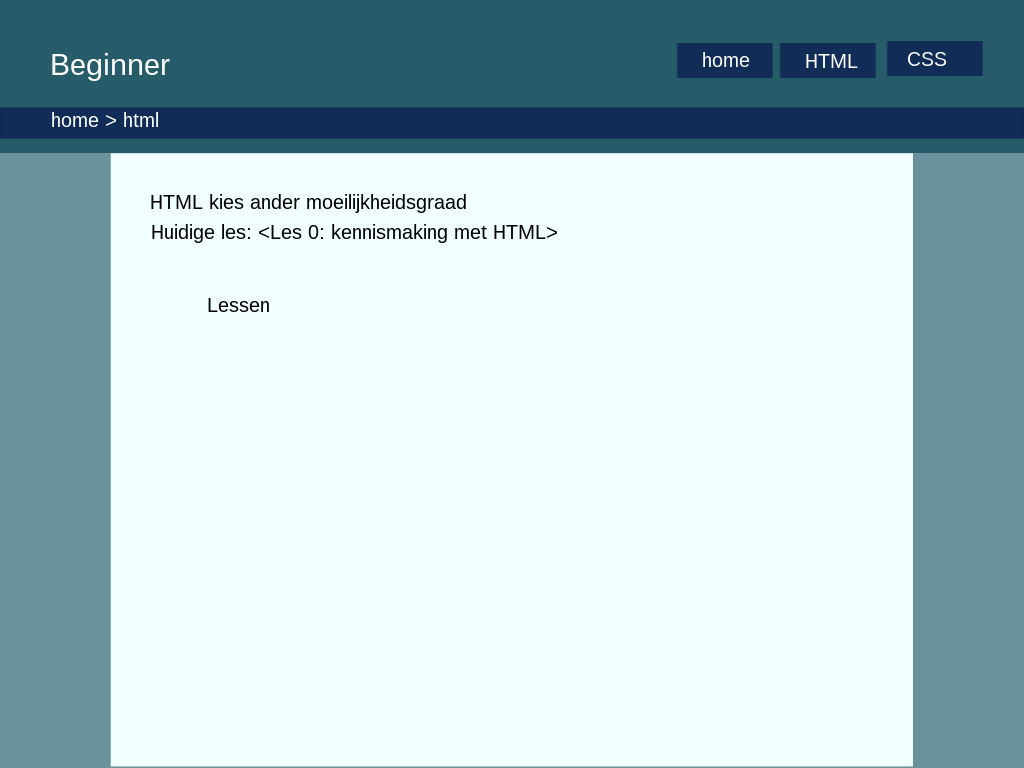 Beginner
home HTML CSS
home > html
HTML kies ander moeilijkheidsgraad
Huidige les: <Les 0: kennismaking met HTML>
Lessen